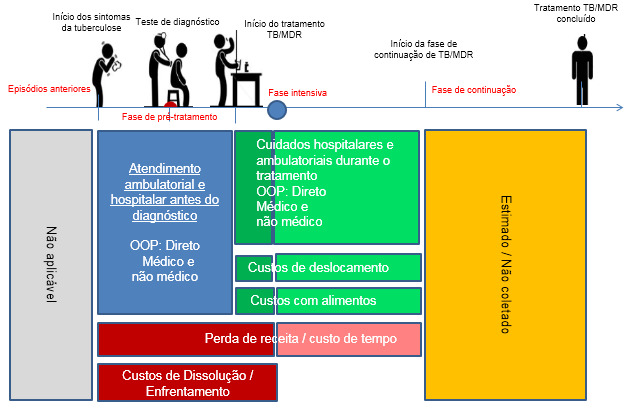 Início dos sintomas
da tuberculose
Teste de diagnóstico
Início do tratamento
TB/MDR
Início da fase de
continuação de TB/MDR
Tratamento TB/MDR
concluído
Episódios anteriores
Fase de pré-tratamento
Fase intensiva
Fase de continuação
Não aplicável
Atendimento
ambulatorial e
hospitalar antes do
diagnóstico
OOP: Direto
Médico e
não médico
Cuidados hospitalares e
ambulatoriais durante o
tratamento
OOP: Direto
Médico e
não médico
Custos de deslocamento
Custos com alimentos
Perda de receita / custo de tempo
Custos de Dissolução /
Enfrentamento
Estimado / Não coletado